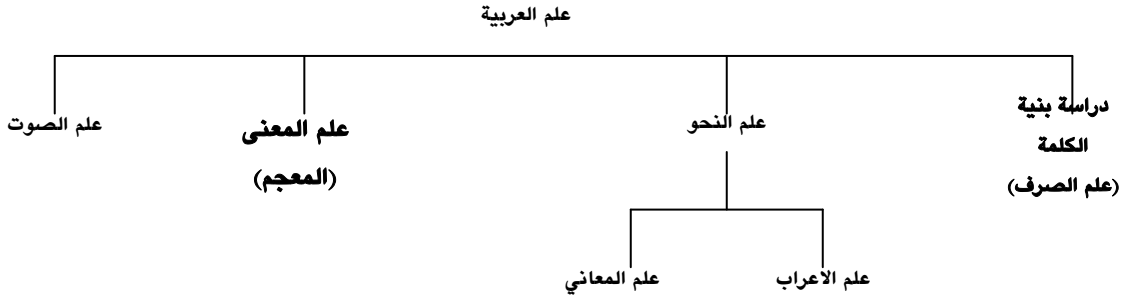 علم العربية
دراسة بنية
الكلمة
(علم الصرف)
علم النحو
علم المعنى
(المعجم)
علم الصوت
علم الاعراب
علم المعاني